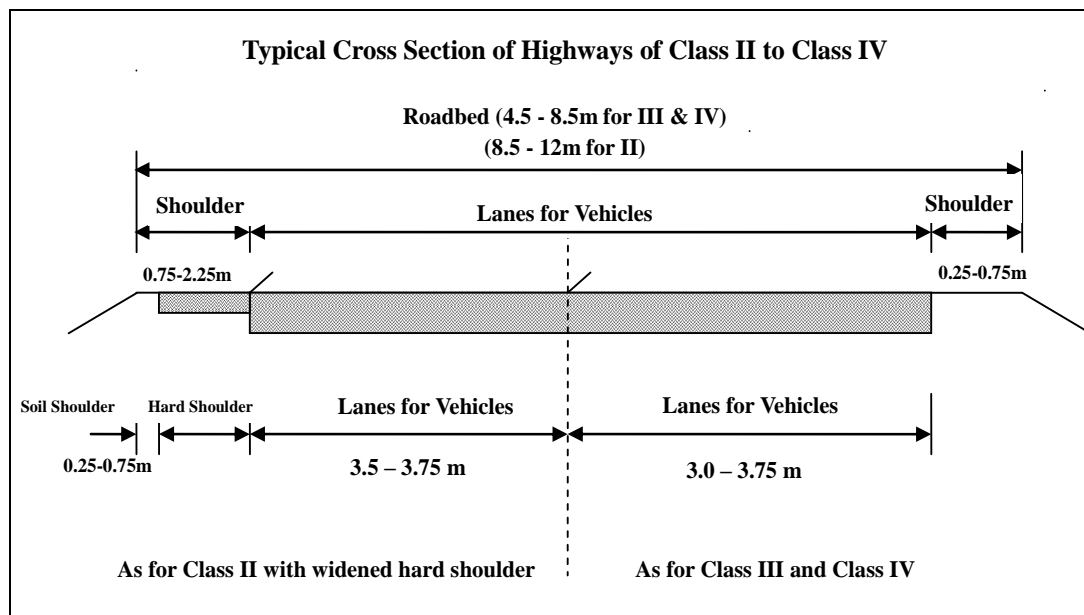 Typical Cross Section of Highways of Class II to Class IV
Roadbed (4.5 - 8.5m for III & IV)
(8.5 - 12m for II)
Shoulder
Lanes for Vehicles
Shoulder
0.75-2.25m
0.25-0.75m
Soil Shoulder
Hard Shoulder
Lanes for Vehicles
Lanes for Vehicles
0.25-0.75m
3.5 – 3.75 m
3.0 – 3.75 m
As for Class II with widened hard shoulder
As for Class III and Class IV